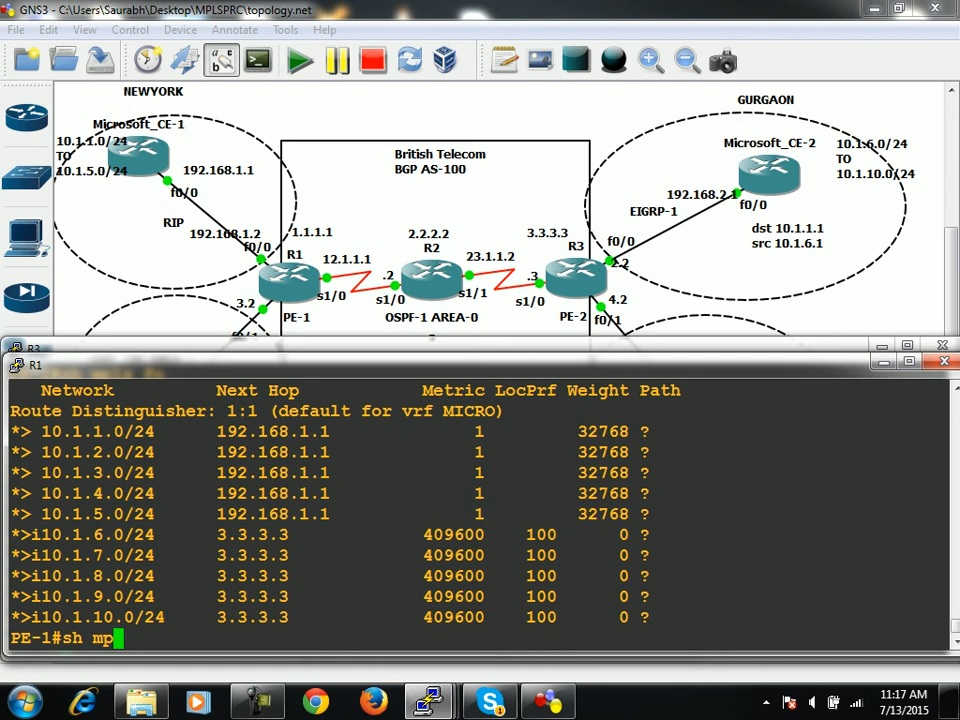 GNS3 - C:\Users\Saurabh\Desktop\MPLSPRC\topology.net
File Edit View Control Device Annotate Tools Help
NEWYORK
GURGAON
Microsoft_CE-1
10.1.1.0/24
TO
10.1.5.0/24
192.168.1.1
f0/0
RIP
192.168.1.2
f0/0
British Telecom
BGP AS-100
Microsoft_CE-2
10.1.6.0/24
TO
10.1.10.0/24
192.168.2.1
f0/0
EIGRP-1
dst 10.1.1.1
src 10.1.6.1
1.1.1.1
R1
12.1.1.1
s1/0
PE-1
3.2
2.2.2.2
R2
.2
s1/0
23.1.1.2
s1/1
OSPF-1 AREA-0
3.3.3.3
R3
.3
s1/0
PE-2
f0/0
2.2
4.2
f0/1
R3
R1
Network Next Hop Metric LocPrf Weight Path
Route Distinguisher: 1:1 (default for vrf MICRO)
*> 10.1.1.0/24 192.168.1.1 1 32768 ?
*> 10.1.2.0/24 192.168.1.1 1 32768 ?
*> 10.1.3.0/24 192.168.1.1 1 32768 ?
*> 10.1.4.0/24 192.168.1.1 1 32768 ?
*> 10.1.5.0/24 192.168.1.1 1 32768 ?
*>i10.1.6.0/24 3.3.3.3 409600 100 0 ?
*>i10.1.7.0/24 3.3.3.3 409600 100 0 ?
*>i10.1.8.0/24 3.3.3.3 409600 100 0 ?
*>i10.1.9.0/24 3.3.3.3 409600 100 0 ?
*>i10.1.10.0/24 3.3.3.3 409600 100 0 ?
PE-1#sh mp
11:17 AM
7/13/2015